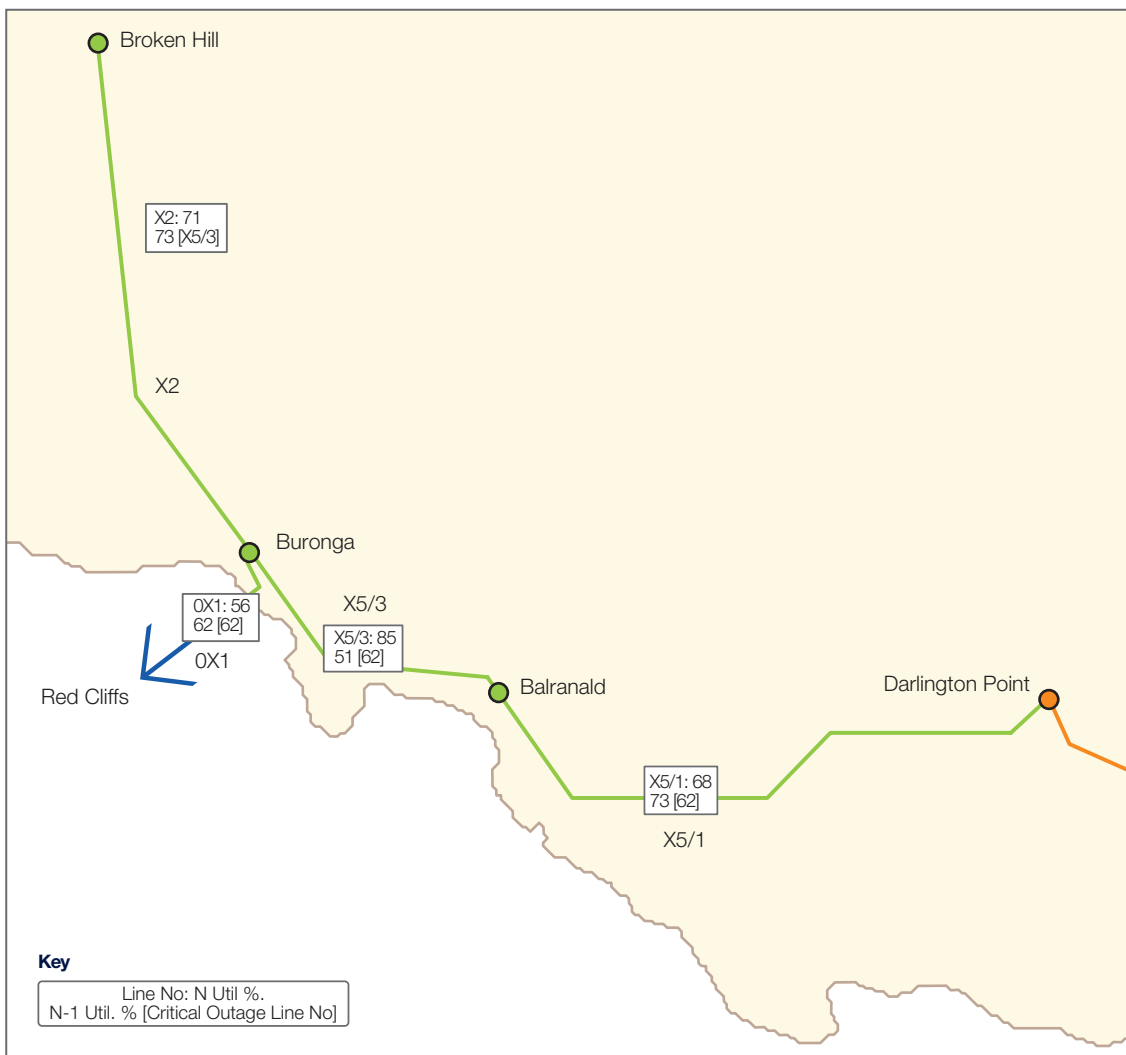 Broken Hill
X2: 71
73 [X5/3]
X2
Buronga
0X1: 56
62 [62]
0X1
Red Cliffs
X5/3
X5/3: 85
51 [62]
Balranald
Darlington Point
X5/1: 68
73 [62]
X5/1
Key
Line No: N Util %.
N-1 Util. % [Critical Outage Line No]